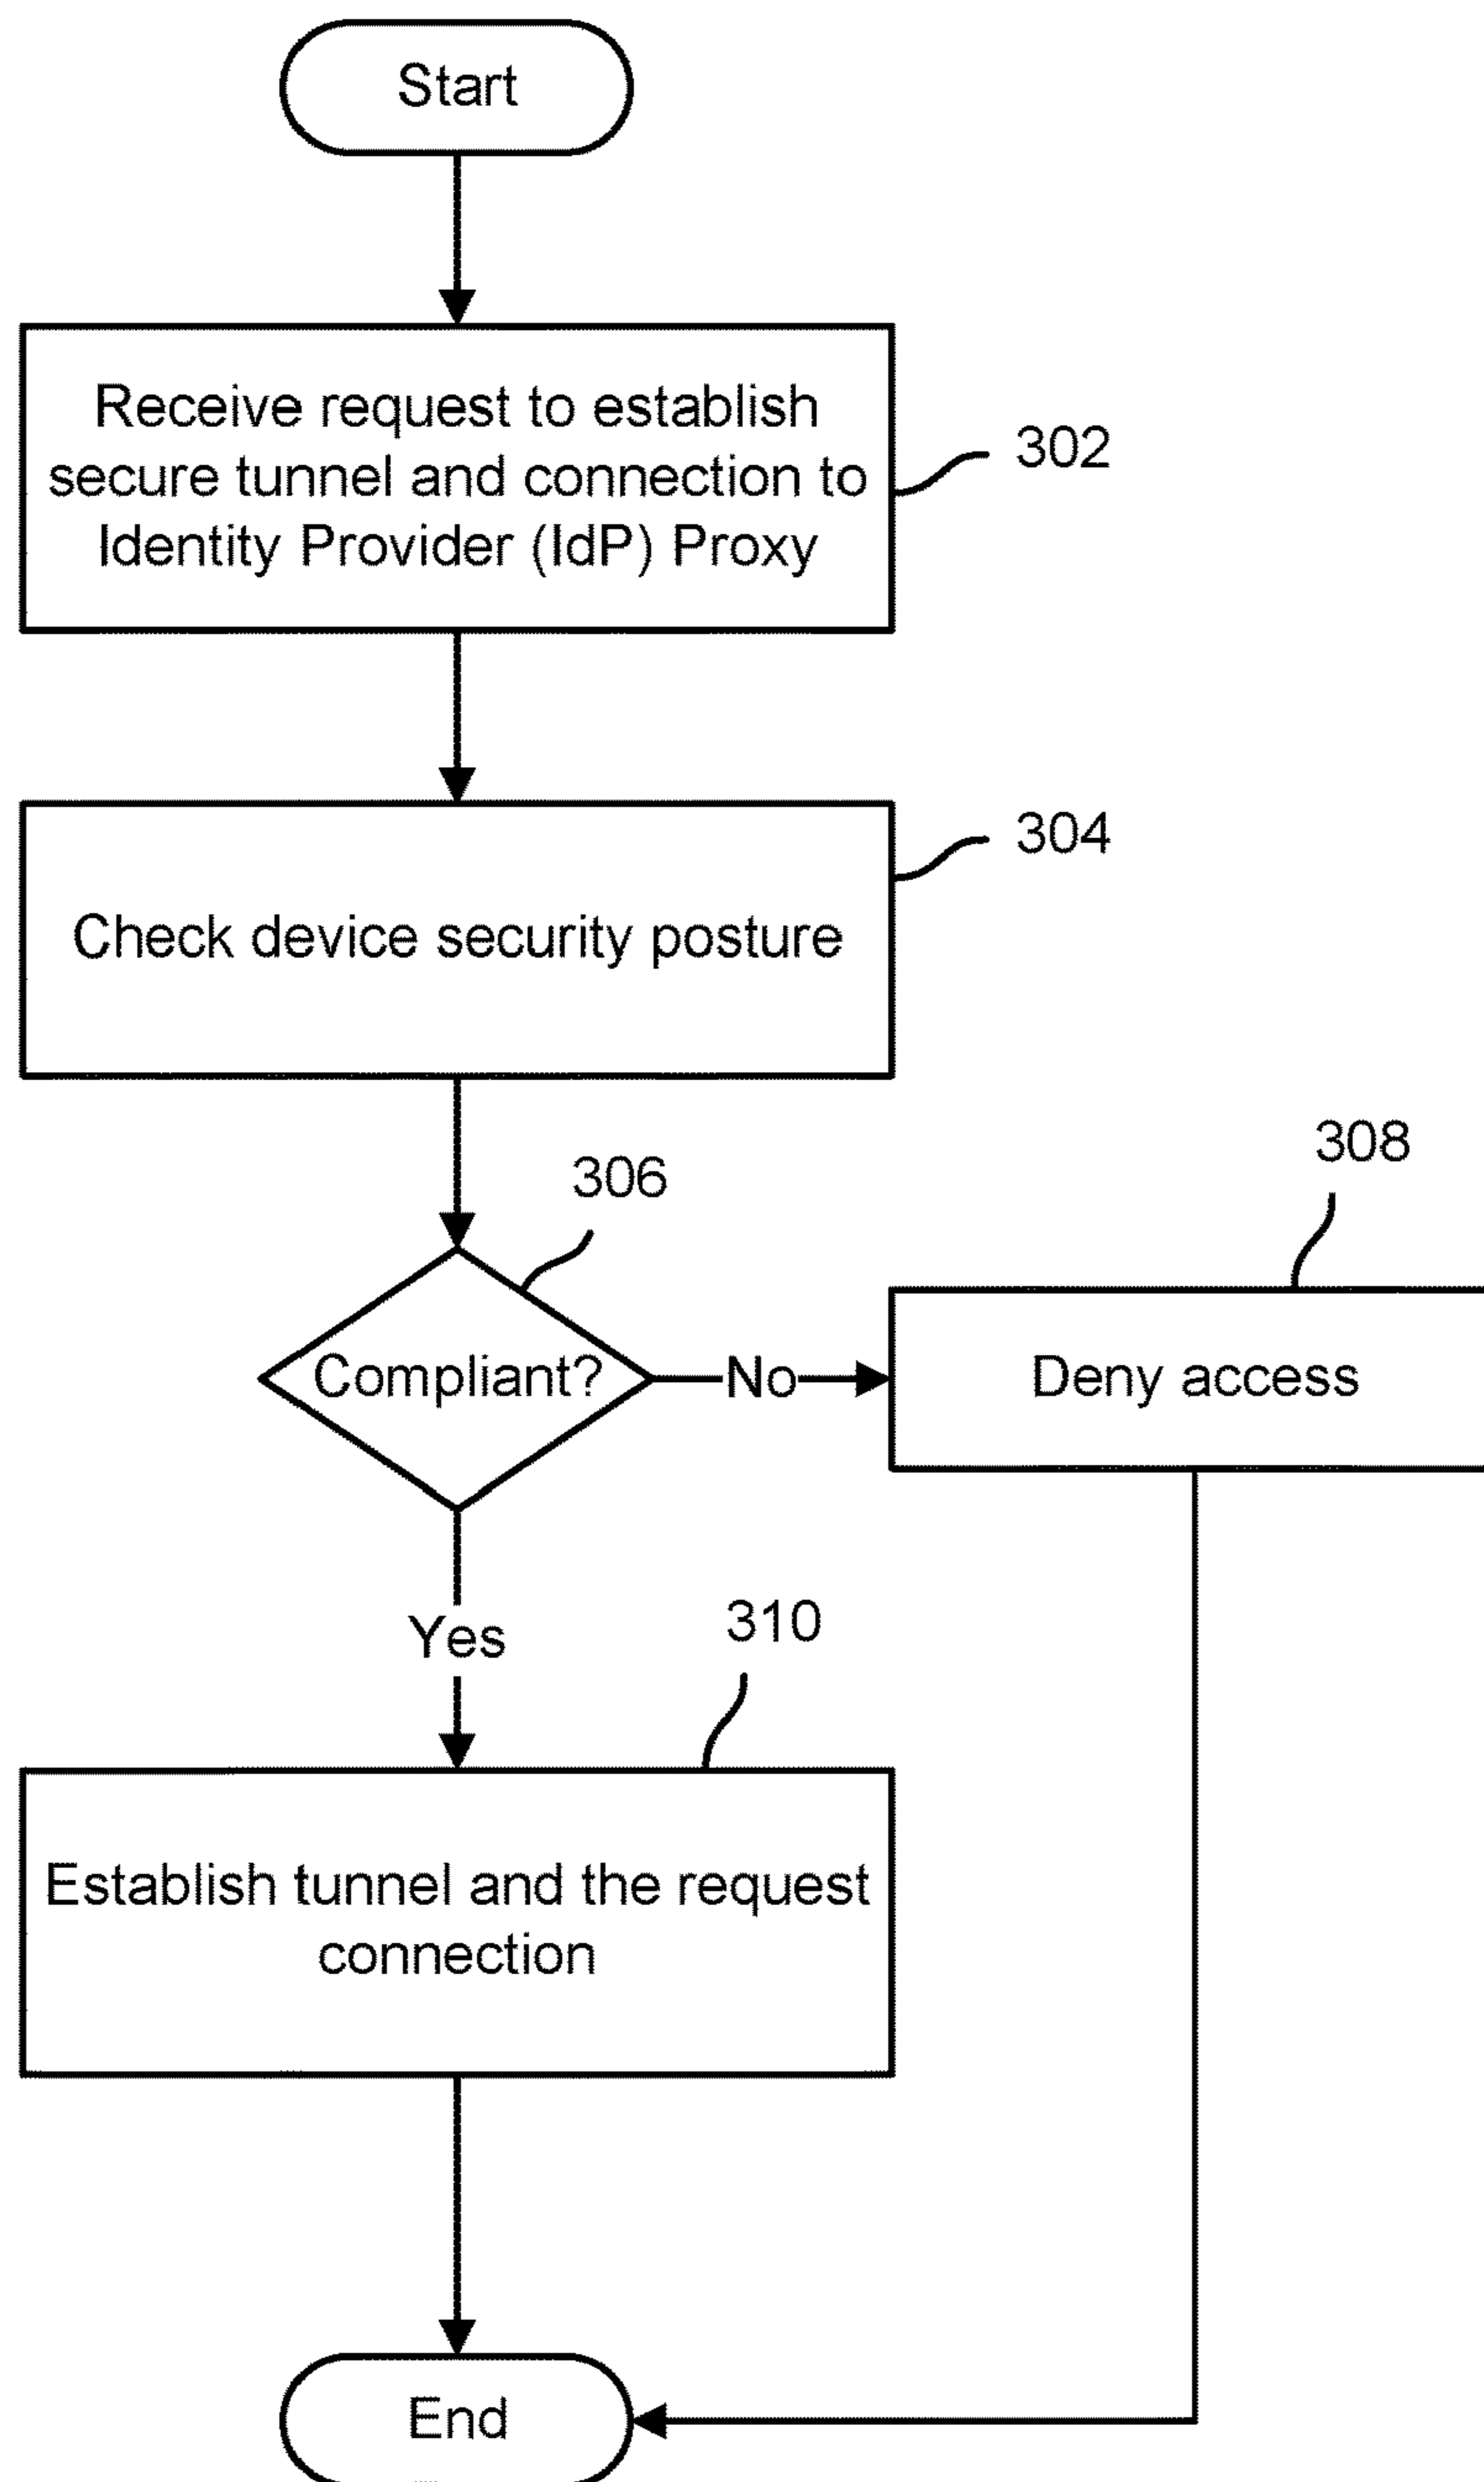 Start
Receive request to establish
secure tunnel and connection to
Identity Provider (IdP) Proxy
302
304
Check device security posture
306
308
Compliant?
No
Deny access
Yes
310
Establish tunnel and the request
connection
End